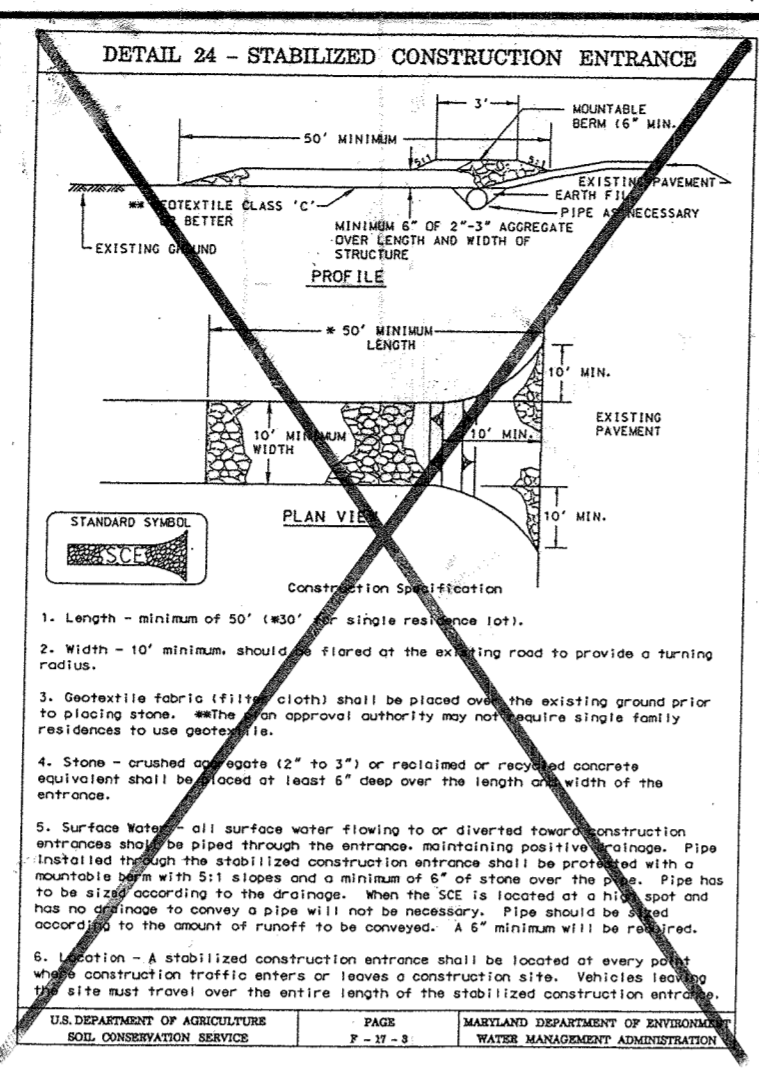 DETAIL 24 - STABILIZED CONSTRUCTION ENTRANCE
3'
MOUNTABLE
BERM (6" MIN.
50' MINIMUM
5:1
5:1
EXISTING PAVEMENT
** GEOTEXTILE CLASS 'C'
OR BETTER
EARTH FILL
PIPE AS NECESSARY
MINIMUM 6" OF 2"-3" AGGREGATE
OVER LENGTH AND WIDTH OF
STRUCTURE
EXISTING GROUND
PROFILE
* 50' MINIMUM
LENGTH
10' MIN.
EXISTING
PAVEMENT
10' MINIMUM
WIDTH
10' MIN.
STANDARD SYMBOL
SCE
PLAN VIEW
10' MIN.
Construction Specification
1. Length - minimum of 50' (*30' for single residence lot).
2. Width - 10' minimum, should be flared at the existing road to provide a turning
radius.
3. Geotextile fabric (filter cloth) shall be placed over the existing ground prior
to placing stone. **The plan approval authority may not require single family
residences to use geotextile.
4. Stone - crushed aggregate (2" to 3") or reclaimed or recycled concrete
equivalent shall be placed at least 6" deep over the length and width of the
entrance.
5. Surface Water - all surface water flowing to or diverted toward construction
entrances shall be piped through the entrance, maintaining positive drainage. Pipe
installed through the stabilized construction entrance shall be protected with a
mountable berm with 5:1 slopes and a minimum of 6" of stone over the pipe. Pipe has
to be sized according to the drainage. When the SCE is located at a high spot and
has no drainage to convey a pipe will not be necessary. Pipe should be sized
according to the amount of runoff to be conveyed. A 6" minimum will be required.
6. Location - A stabilized construction entrance shall be located at every point
where construction traffic enters or leaves a construction site. Vehicles leaving
the site must travel over the entire length of the stabilized construction entrance.
U.S. DEPARTMENT OF AGRICULTURE
SOIL CONSERVATION SERVICE
PAGE
F - 17 - 3
MARYLAND DEPARTMENT OF ENVIRONMENT
WATER MANAGEMENT ADMINISTRATION